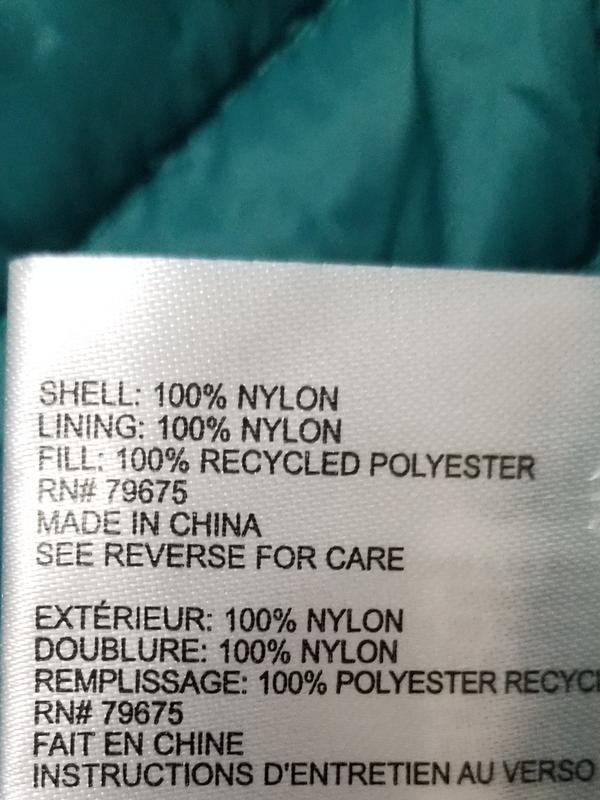 SHELL: 100% NYLON
LINING: 100% NYLON
FILL: 100% RECYCLED POLYESTER
RN# 79675
MADE IN CHINA
SEE REVERSE FOR CARE
EXTÉRIEUR: 100% NYLON
DOUBLURE: 100% NYLON
REMPLISSAGE: 100% POLYESTER
RN# 79675
FAIT EN CHINE
INSTRUCTIONS D'ENTRETIEN AU VERSO